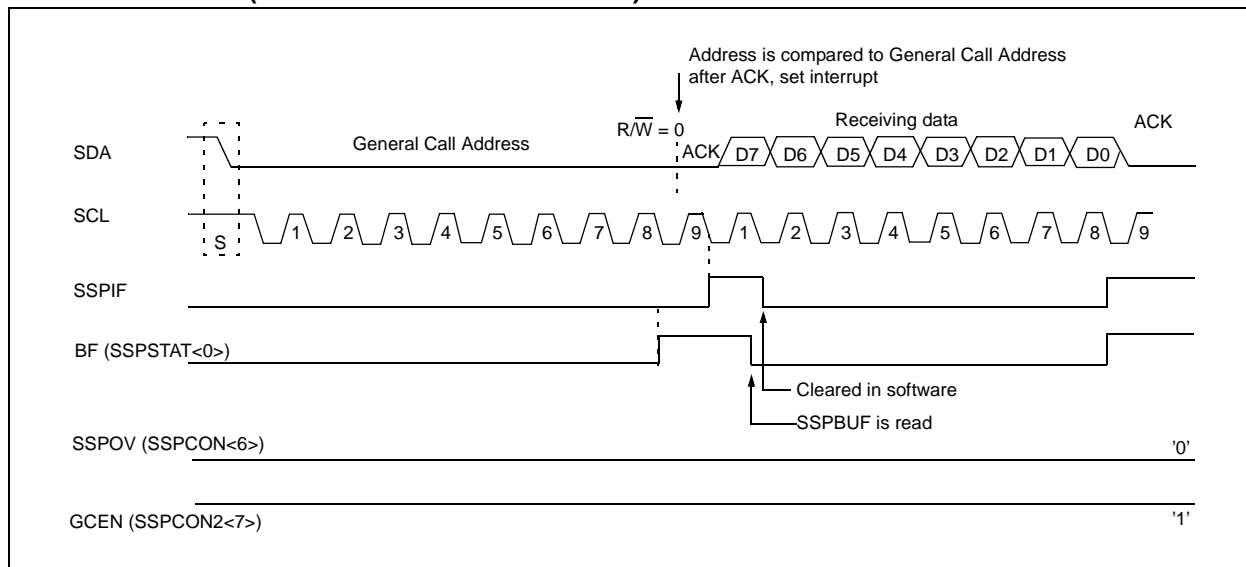 Address is compared to General Call Address
after ACK, set interrupt
R/W = 0
Receiving data
ACK
SDA
General Call Address
ACK
D7 D6 D5 D4 D3 D2 D1 D0
SCL
S
1 2 3 4 5 6 7 8 9 1 2 3 4 5 6 7 8 9
SSPIF
BF (SSPSTAT<0>)
Cleared in software
SSPBUF is read
SSPOV (SSPCON<6>)
'0'
GCEN (SSPCON2<7>)
'1'